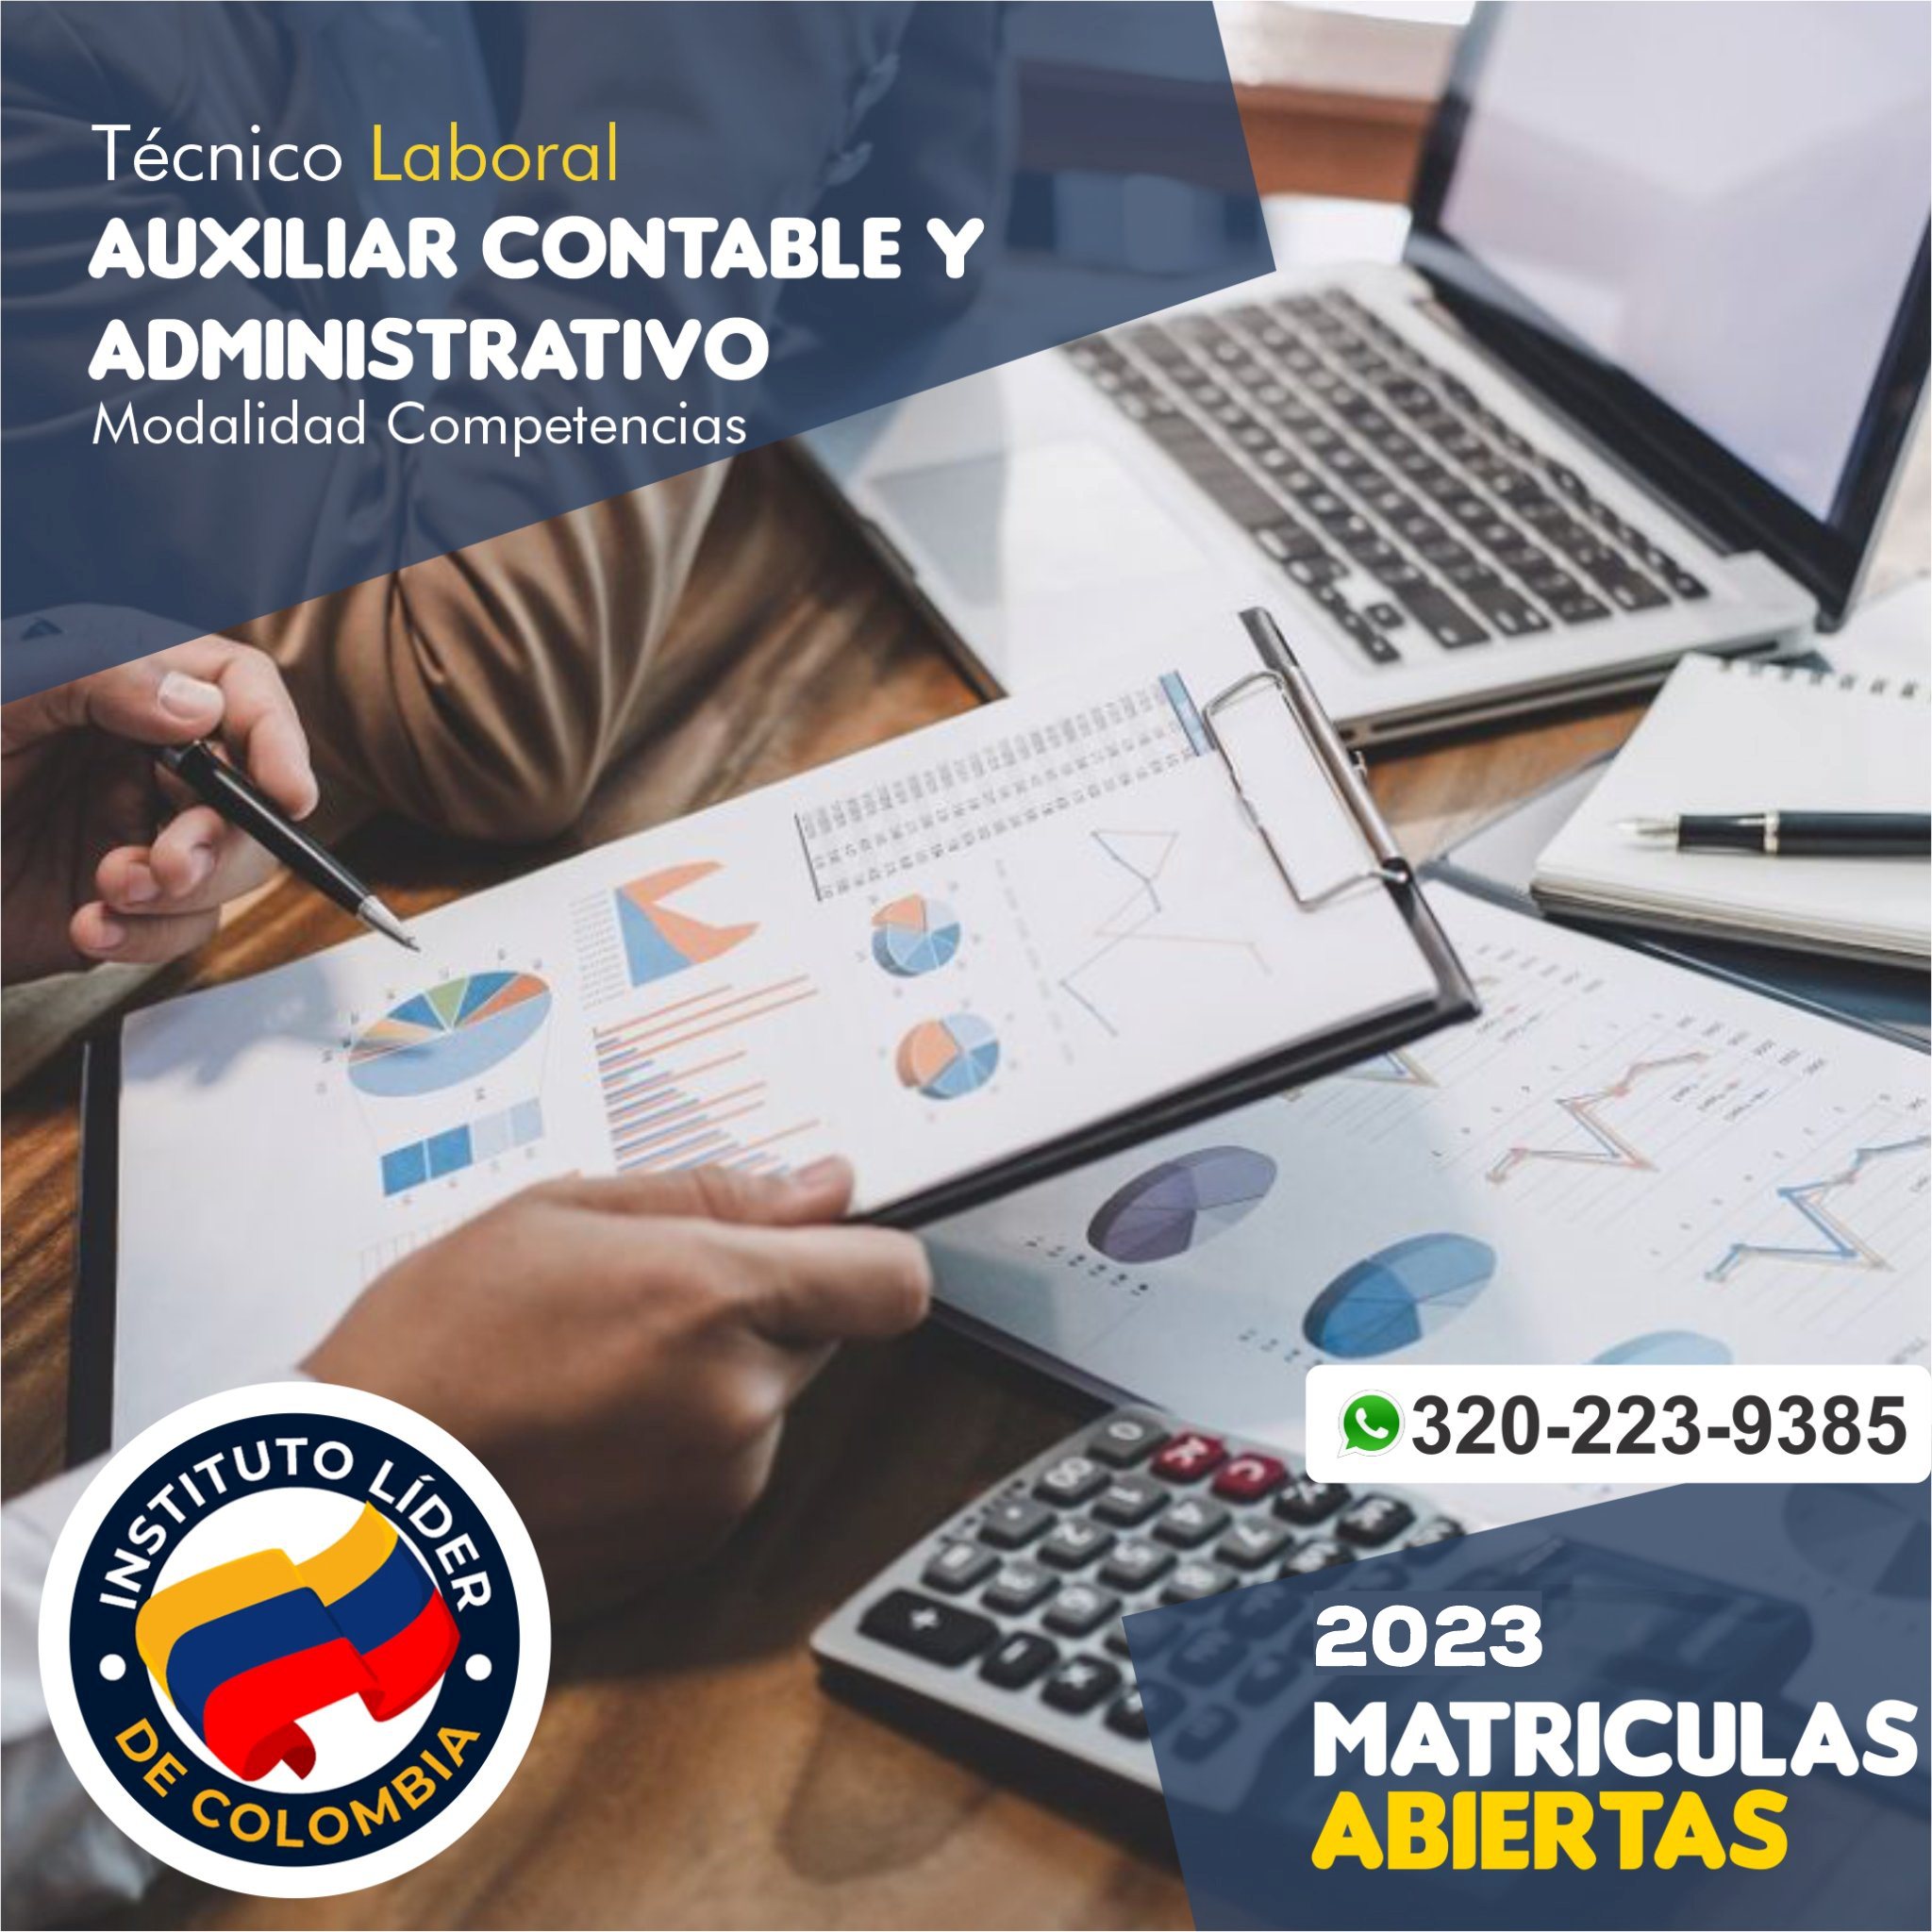 Técnico Laboral
AUXILIAR CONTABLE Y
ADMINISTRATIVO
Modalidad Competencias
320-223-9385
INSTITUTO LÍDER
DE COLOMBIA
2023
MATRICULAS
ABIERTAS